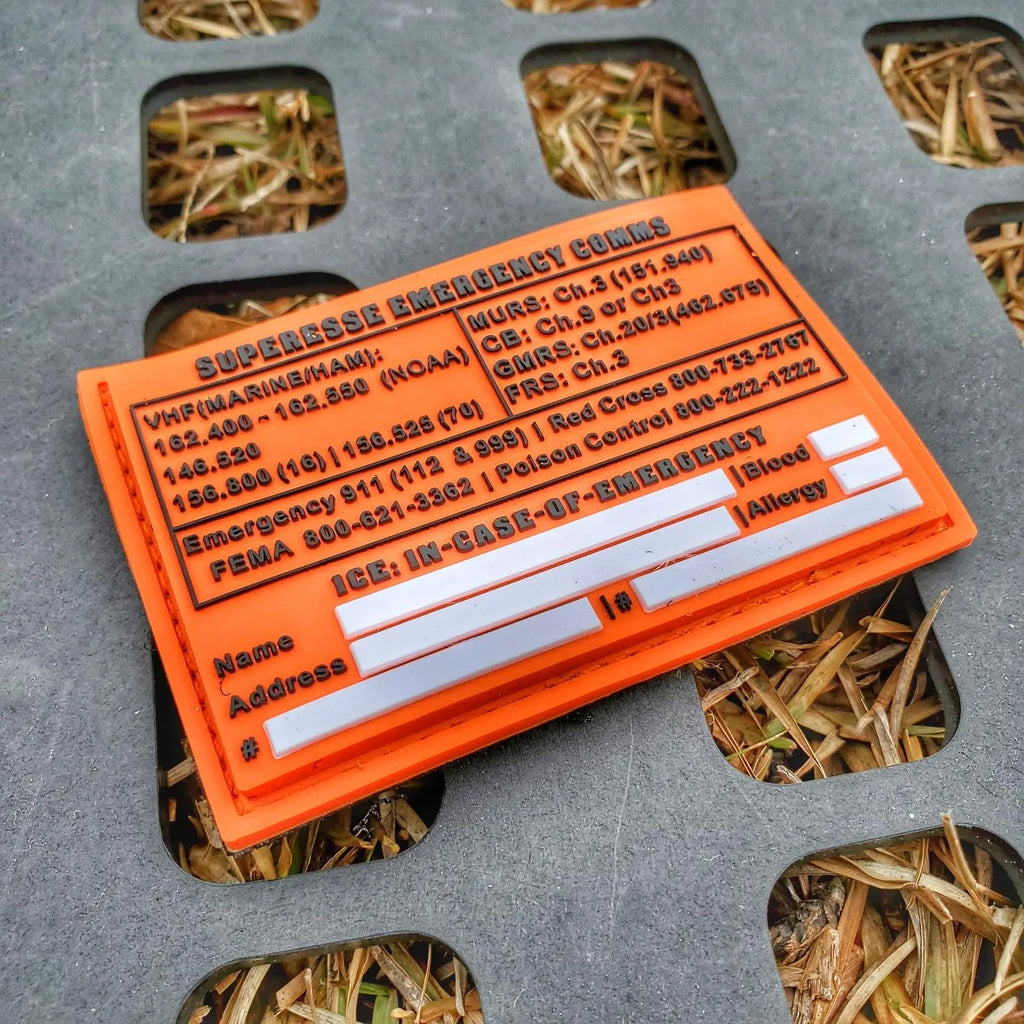 SUPERESSE EMERGENCY COMMS
VHF(MARINE/HAM):
162.400 - 162.550 (NOAA)
146.520
156.800 (16) | 156.525 (70)
MURS: Ch.3 (151.940)
CB: Ch.9 or Ch3
GMRS: Ch.20/3(462.675)
FRS: Ch.3
Emergency 911 (112 & 999) | Red Cross 800-733-2767
FEMA 800-621-3362 | Poison Control 800-222-1222
ICE: IN-CASE-OF-EMERGENCY
Name |Blood
Address |Allergy
# |#